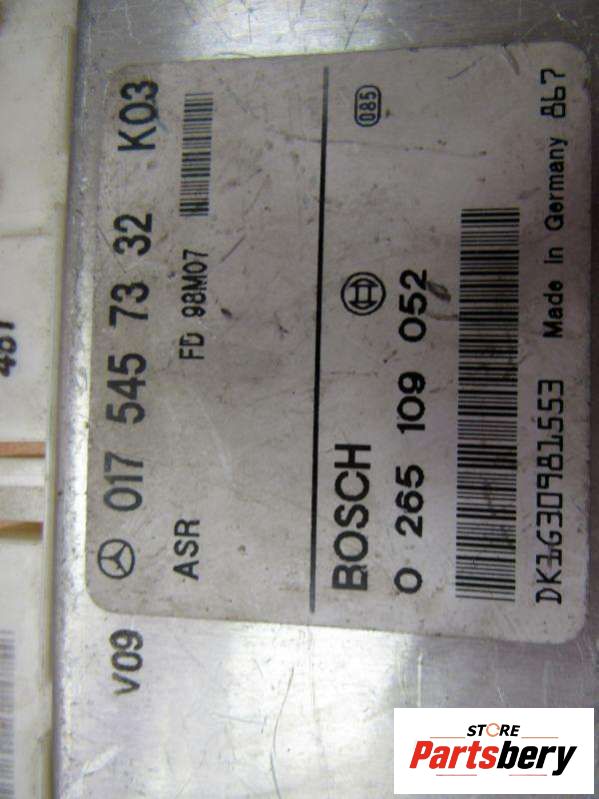 V09 017 545 73 32 K03
ASR FD 98M07
BOSCH 085
0 265 109 052
DK1G30981553 Made in Germany 867
487
STORE
Partsbery